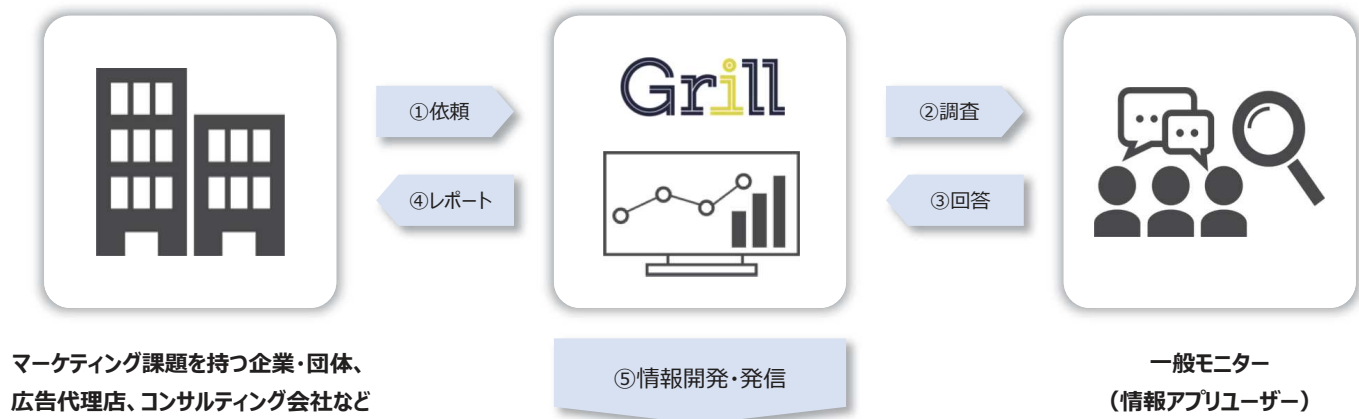 Grill
①依頼
②調査
④レポート
③回答
マーケティング課題を持つ企業・団体、
広告代理店、コンサルティング会社など
⑤情報開発・発信
一般モニター
（情報アプリユーザー）